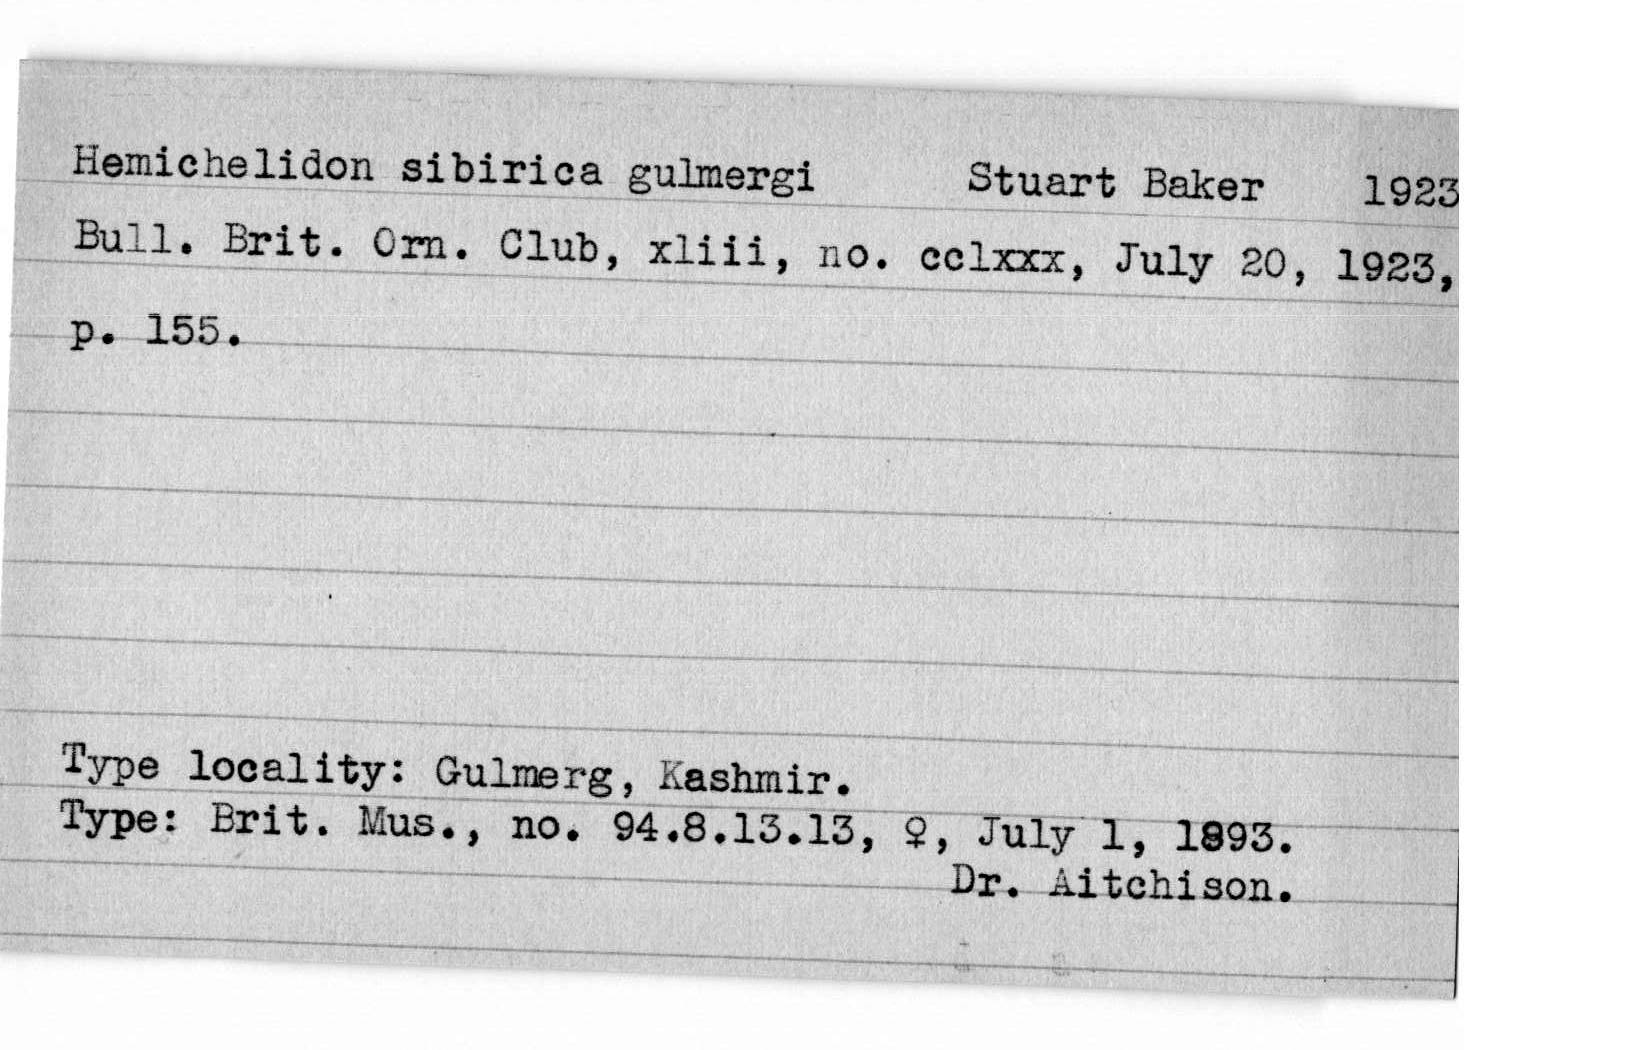 Hemichelidon sibirica gulmergi Stuart Baker 1923
Bull. Brit. Orn. Club, xliii, no. cclxxx, July 20, 1923,
p. 155.
Type locality: Gulmerg, Kashmir.
Type: Brit. Mus., no. 94.8.13.13, ♀, July 1, 1893.
Dr. Aitchison.